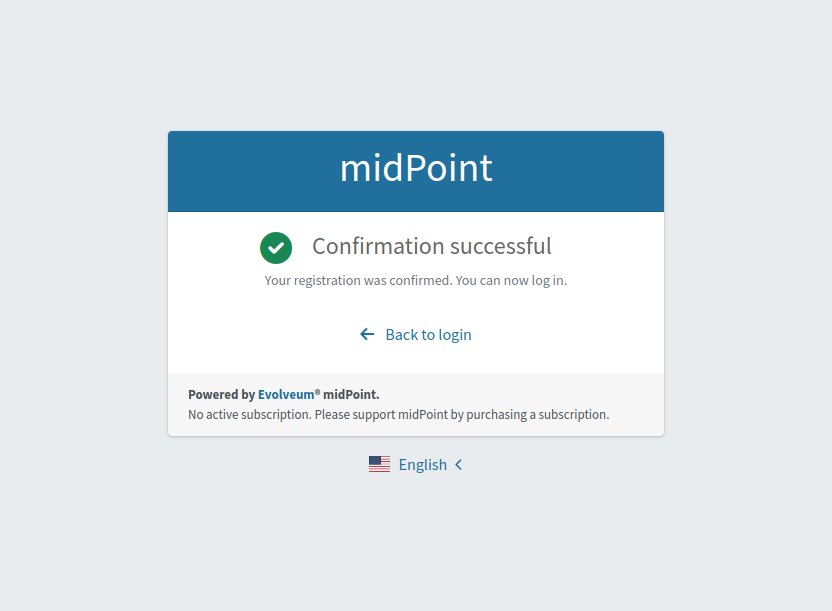 midPoint
Confirmation successful
Your registration was confirmed. You can now log in.
Back to login
Powered by Evolveum® midPoint.
No active subscription. Please support midPoint by purchasing a subscription.
English